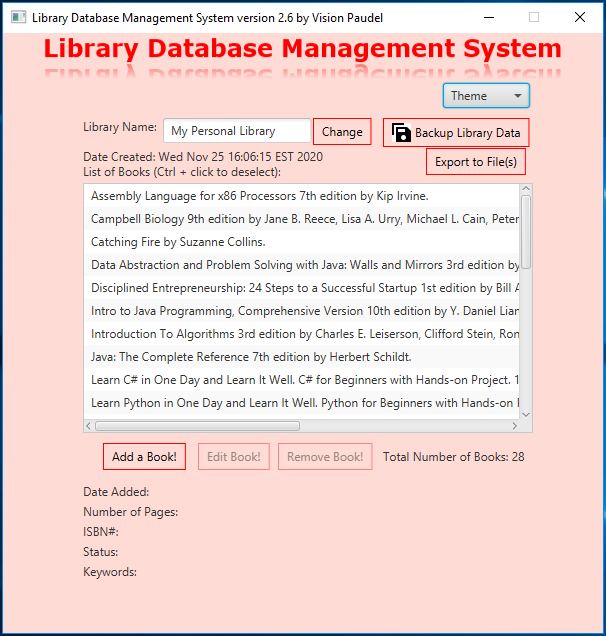 Library Database Management System version 2.6 by Vision Paudel
Library Database Management System
Theme
Library Name: My Personal Library Change Backup Library Data
Date Created: Wed Nov 25 16:06:15 EST 2020 Export to File(s)
List of Books (Ctrl + click to deselect):
Assembly Language for x86 Processors 7th edition by Kip Irvine.
Campbell Biology 9th edition by Jane B. Reece, Lisa A. Urry, Michael L. Cain, Peter
Catching Fire by Suzanne Collins.
Data Abstraction and Problem Solving with Java: Walls and Mirrors 3rd edition by
Disciplined Entrepreneurship: 24 Steps to a Successful Startup 1st edition by Bill A
Intro to Java Programming, Comprehensive Version 10th edition by Y. Daniel Lian
Introduction To Algorithms 3rd edition by Charles E. Leiserson, Clifford Stein, Ron
Java: The Complete Reference 7th edition by Herbert Schildt.
Learn C# in One Day and Learn It Well. C# for Beginners with Hands-on Project. 1
Learn Python in One Day and Learn It Well. Python for Beginners with Hands-on
Add a Book! Edit Book! Remove Book! Total Number of Books: 28
Date Added:
Number of Pages:
ISBN#:
Status:
Keywords: